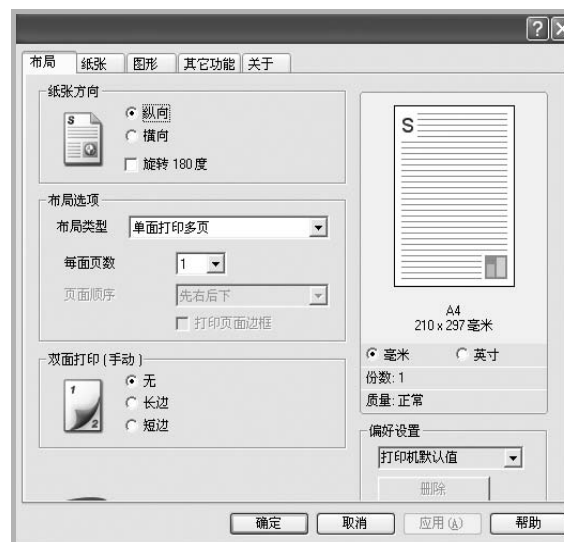 布局 纸张 图形 其它功能 关于
纸张方向
纵向
横向
旋转 180 度
布局选项
布局类型 单面打印多页
每面页数 1
页面顺序 先右后下
打印页面边框
双面打印 (手动)
无
长边
短边
S
S
1
2
A4
210 x 297 毫米
毫米 英寸
份数: 1
质量: 正常
偏好设置
打印机默认值
删除
确定 取消 应用 (A) 帮助